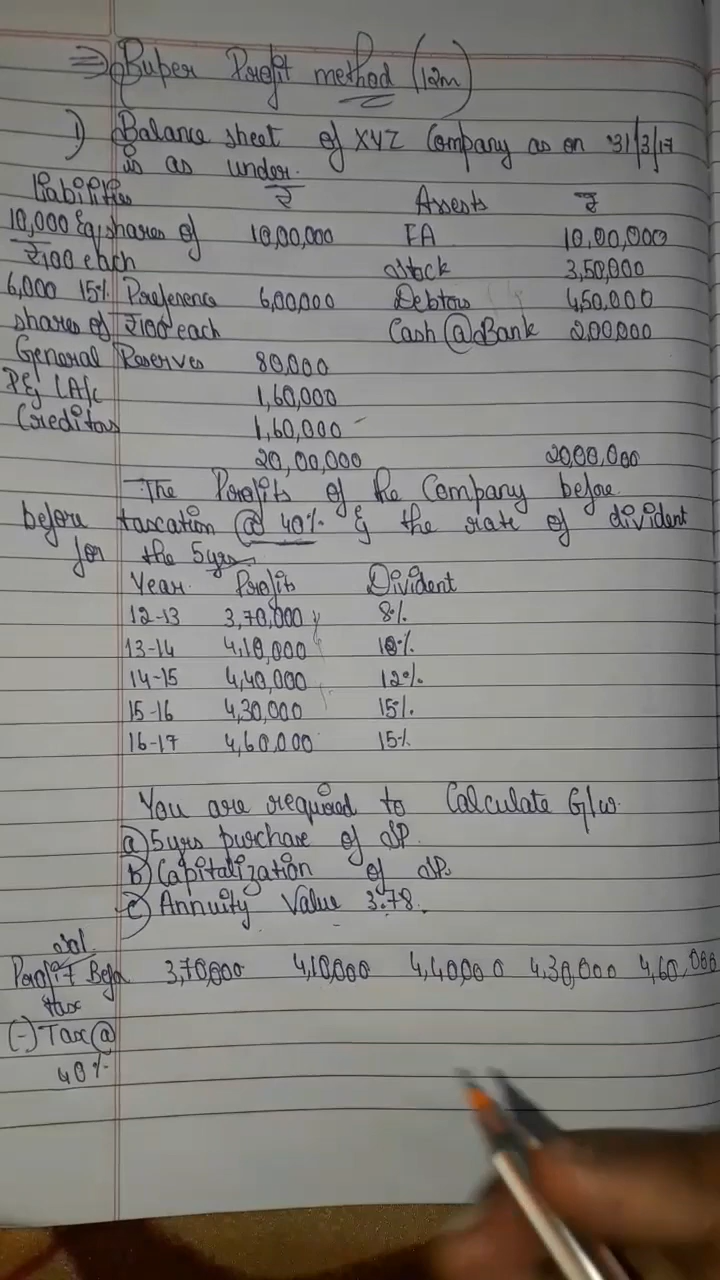 ⇒ Super Profit method (12m)
1) Balance sheet of XYZ Company as on 31/3/17
is as under.
Liabilities ₹ Assests ₹
10,000 Eq shares of 10,00,000 FA 10,00,000
₹100 each Stock 3,50,000
6,000 15% Preference 6,00,000 Debtors 4,50,000
shares of ₹100 each Cash @ Bank 2,00,000
General Reserves 80,000
P&L A/c 1,60,000
Creditors 1,60,000
20,00,000 20,00,000
The Profits of the Company before
before taxcation @ 40% & the rate of divident
for the 5yrs
Year Profits Divident
12-13 3,70,000 8%
13-14 4,10,000 10%
14-15 4,40,000 12%
15-16 4,30,000 15%
16-17 4,60,000 15%
You are required to Calculate G/w.
a) 5yrs purchase of SP.
b) Capitalization of SP.
c) Annuity Value 3.78.
Sol.
Profit Befo 3,70,000 4,10,000 4,40,000 4,30,000 4,60,000
tax
(-) Tax @
40%